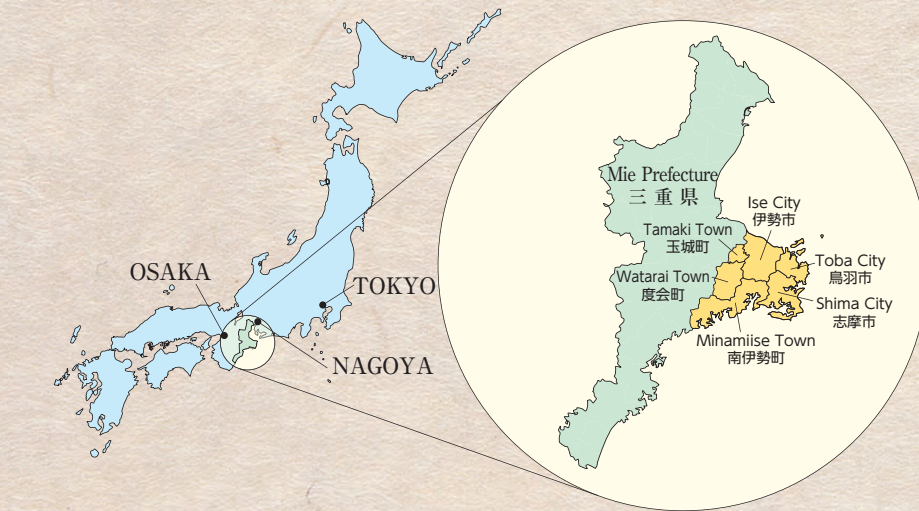 OSAKA
TOKYO
NAGOYA
Mie Prefecture
三重県
Ise City
伊勢市
Tamaki Town
玉城町
Toba City
鳥羽市
Watarai Town
度会町
Shima City
志摩市
Minamiise Town
南伊勢町